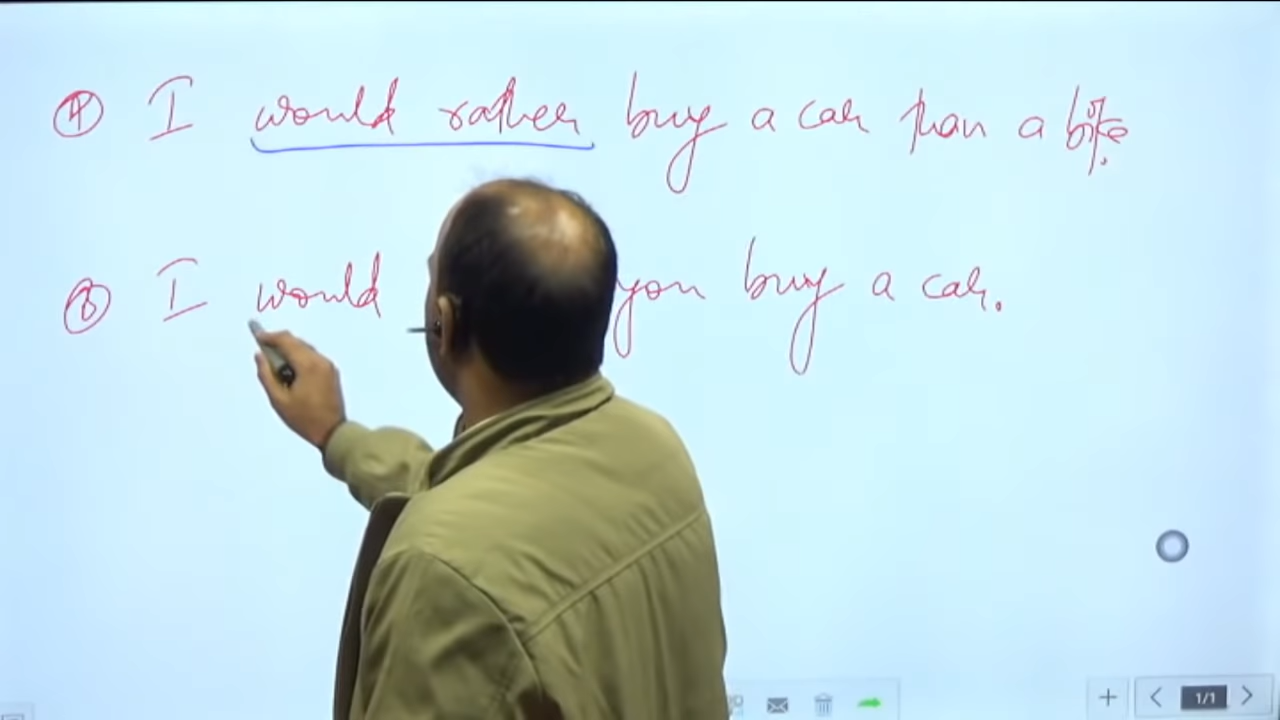 Ⓐ I would rather buy a car than a bike.
Ⓑ I would you buy a car.
1/1